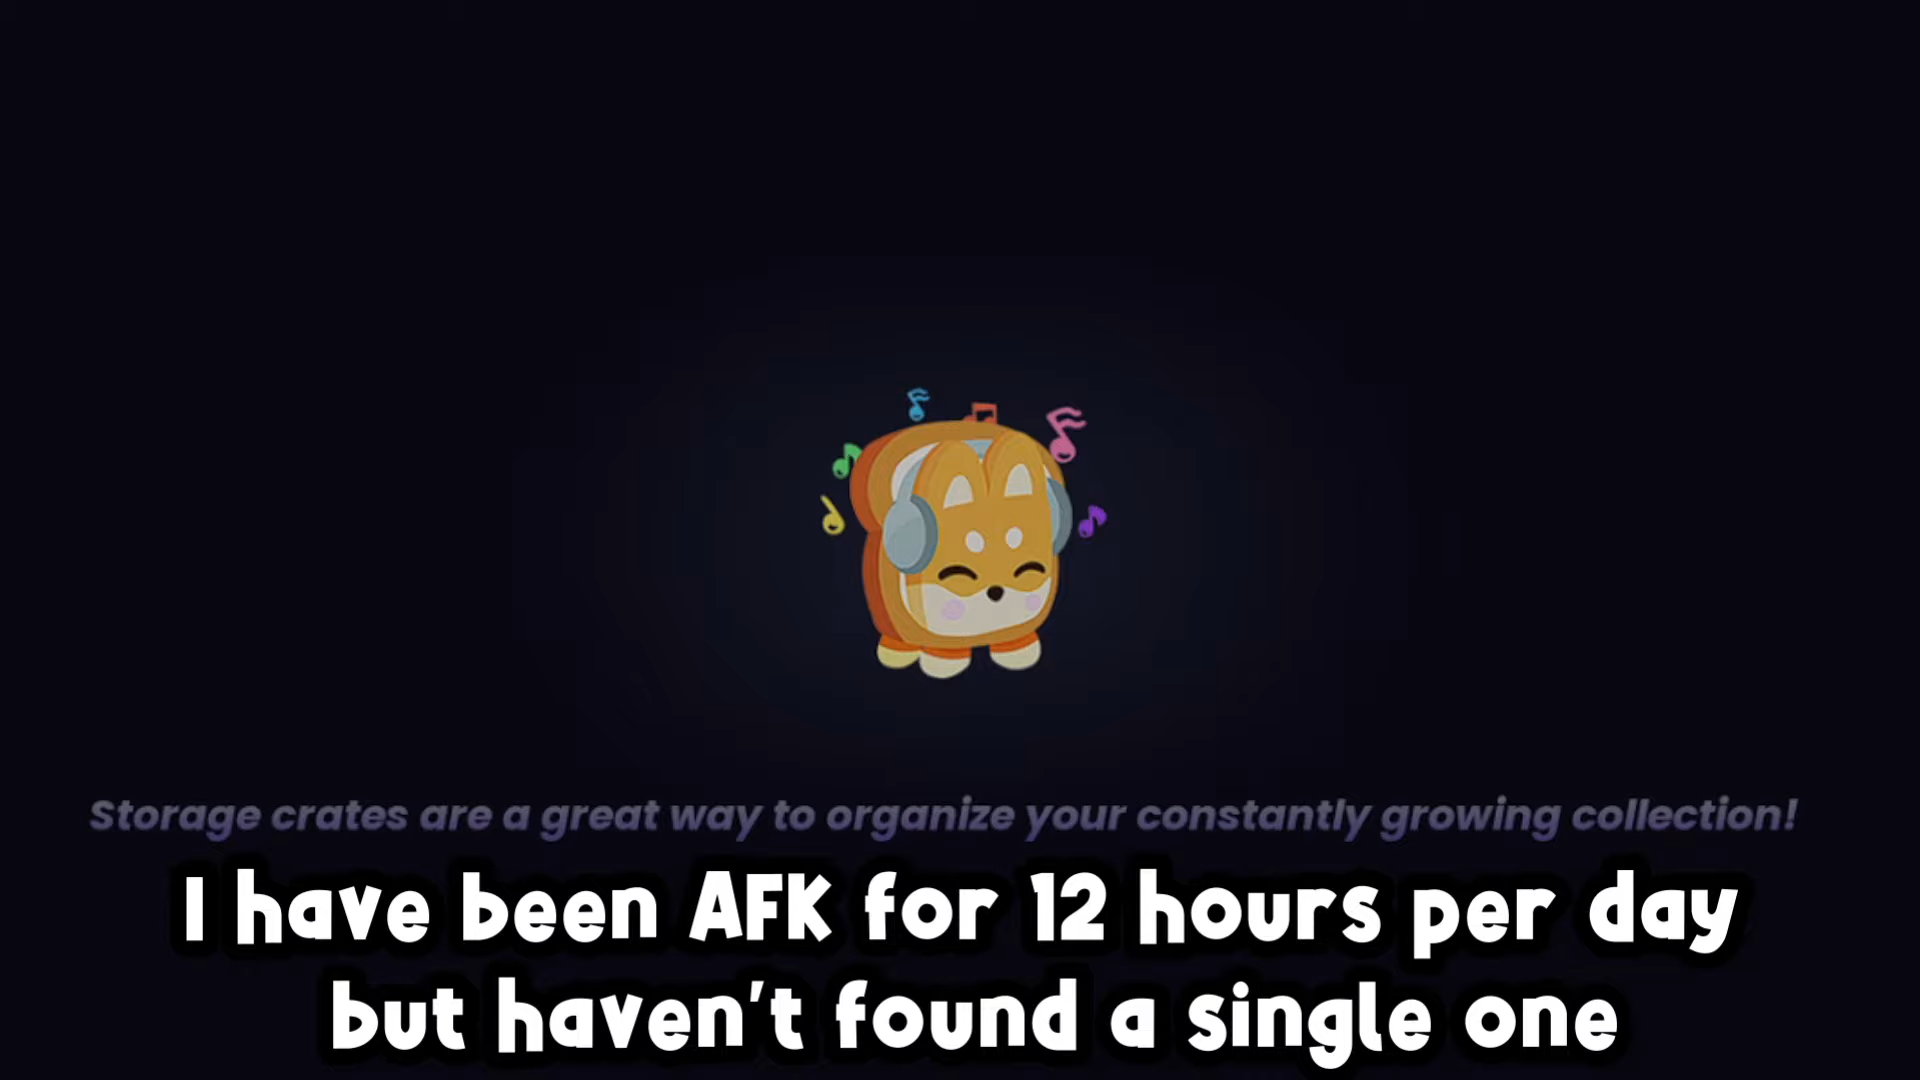 Storage crates are a great way to organize your constantly growing collection!
I have been AFK for 12 hours per day
but haven't found a single one